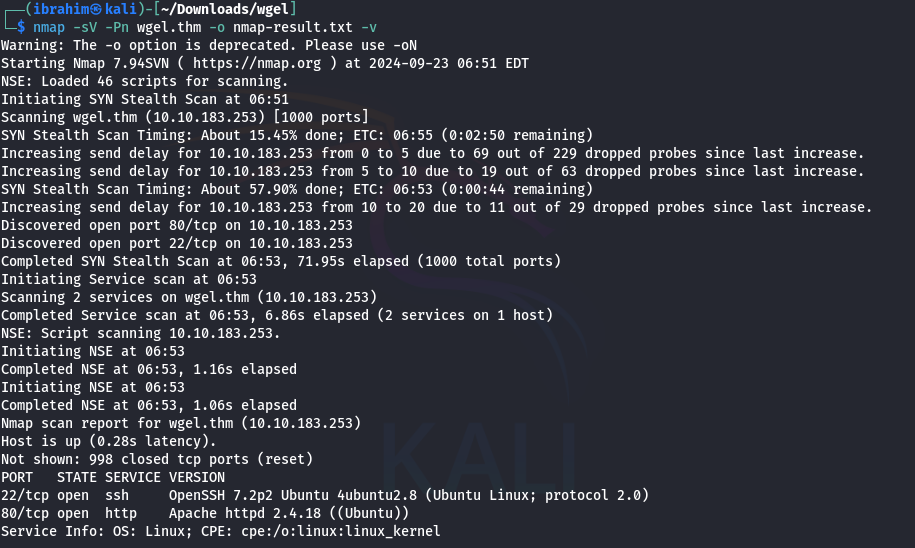 ┌──(ibrahim㉿kali)-[~/Downloads/wgel]
└─$ nmap -sV -Pn wgel.thm -o nmap-result.txt -v
Warning: The -o option is deprecated. Please use -oN
Starting Nmap 7.94SVN ( https://nmap.org ) at 2024-09-23 06:51 EDT
NSE: Loaded 46 scripts for scanning.
Initiating SYN Stealth Scan at 06:51
Scanning wgel.thm (10.10.183.253) [1000 ports]
SYN Stealth Scan Timing: About 15.45% done; ETC: 06:55 (0:02:50 remaining)
Increasing send delay for 10.10.183.253 from 0 to 5 due to 69 out of 229 dropped probes since last increase.
Increasing send delay for 10.10.183.253 from 5 to 10 due to 19 out of 63 dropped probes since last increase.
SYN Stealth Scan Timing: About 57.90% done; ETC: 06:53 (0:00:44 remaining)
Increasing send delay for 10.10.183.253 from 10 to 20 due to 11 out of 29 dropped probes since last increase.
Discovered open port 80/tcp on 10.10.183.253
Discovered open port 22/tcp on 10.10.183.253
Completed SYN Stealth Scan at 06:53, 71.95s elapsed (1000 total ports)
Initiating Service scan at 06:53
Scanning 2 services on wgel.thm (10.10.183.253)
Completed Service scan at 06:53, 6.86s elapsed (2 services on 1 host)
NSE: Script scanning 10.10.183.253.
Initiating NSE at 06:53
Completed NSE at 06:53, 1.16s elapsed
Initiating NSE at 06:53
Completed NSE at 06:53, 1.06s elapsed
Nmap scan report for wgel.thm (10.10.183.253)
Host is up (0.28s latency).
Not shown: 998 closed tcp ports (reset)
PORT   STATE SERVICE VERSION
22/tcp open  ssh     OpenSSH 7.2p2 Ubuntu 4ubuntu2.8 (Ubuntu Linux; protocol 2.0)
80/tcp open  http    Apache httpd 2.4.18 ((Ubuntu))
Service Info: OS: Linux; CPE: cpe:/o:linux:linux_kernel
KALI